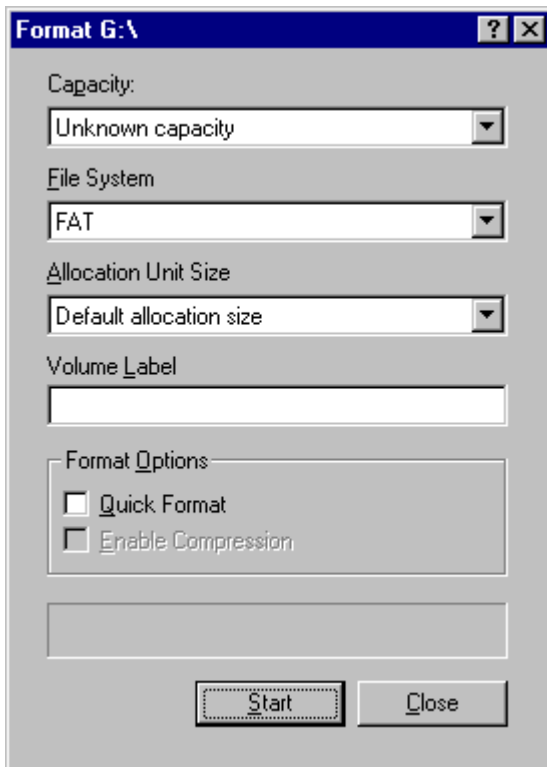 Format G:\
Capacity:
Unknown capacity
File System
FAT
Allocation Unit Size
Default allocation size
Volume Label
Format Options
Quick Format
Enable Compression
Start
Close